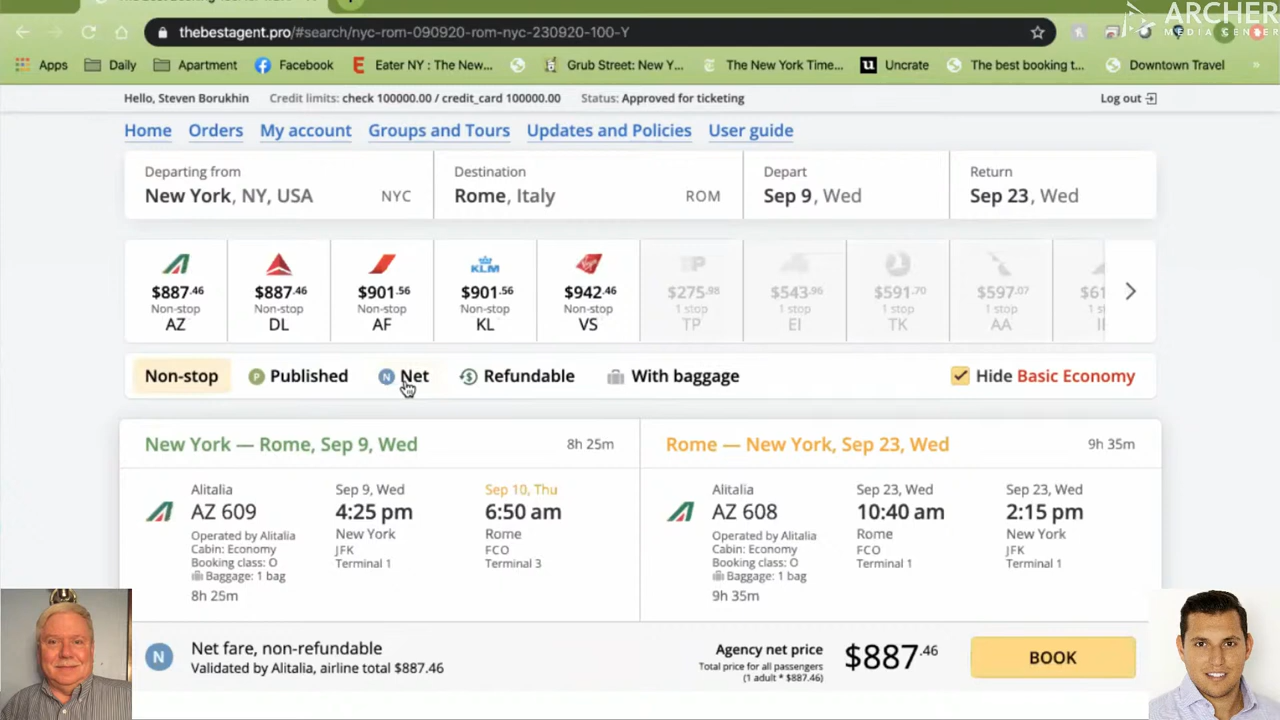 ARCHER
MEDIA CENTER
thebestagent.pro/#search/nyc-rom-090920-rom-nyc-230920-100-Y
Apps Daily Apartment Facebook Eater NY : The New... Grub Street: New Y... The New York Time... Uncrate The best booking t... Downtown Travel »
Hello, Steven Borukhin Credit limits: check 100000.00 / credit_card 100000.00 Status: Approved for ticketing Log out
Home Orders My account Groups and Tours Updates and Policies User guide
Departing from Destination Depart Return
New York, NY, USA NYC Rome, Italy ROM Sep 9, Wed Sep 23, Wed
KLM
$887.46 $887.46 $901.56 $901.56 $942.46 $275.98 $543.96 $591.70 $597.07
Non-stop Non-stop Non-stop Non-stop Non-stop 1 stop 1 stop 1 stop 1 stop
AZ DL AF KL VS TP EI TK AA
Non-stop P Published N Net Refundable With baggage Hide Basic Economy
New York — Rome, Sep 9, Wed 8h 25m Rome — New York, Sep 23, Wed 9h 35m
Alitalia Sep 9, Wed Sep 10, Thu Alitalia Sep 23, Wed Sep 23, Wed
AZ 609 4:25 pm 6:50 am AZ 608 10:40 am 2:15 pm
Operated by Alitalia New York Rome Operated by Alitalia Rome New York
Cabin: Economy JFK FCO Cabin: Economy FCO JFK
Booking class: O Terminal 1 Terminal 3 Booking class: O Terminal 1 Terminal 1
Baggage: 1 bag Baggage: 1 bag
8h 25m 9h 35m
N Net fare, non-refundable Agency net price $887.46 BOOK
Validated by Alitalia, airline total $887.46 Total price for all passengers
(1 adult * $887.46)